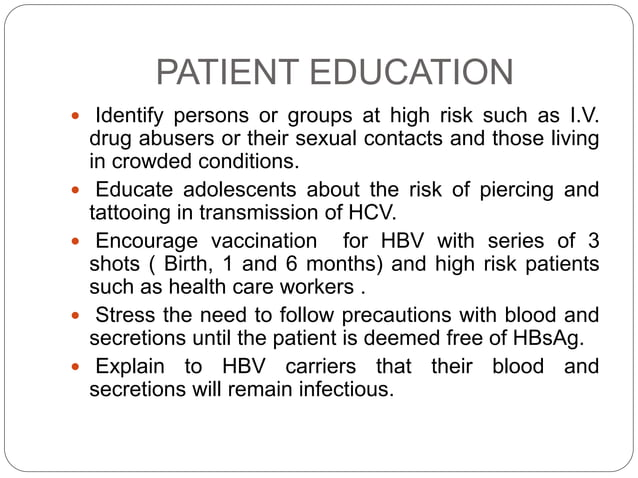 PATIENT EDUCATION
• Identify persons or groups at high risk such as I.V.
drug abusers or their sexual contacts and those living
in crowded conditions.
• Educate adolescents about the risk of piercing and
tattooing in transmission of HCV.
• Encourage vaccination for HBV with series of 3
shots ( Birth, 1 and 6 months) and high risk patients
such as health care workers .
• Stress the need to follow precautions with blood and
secretions until the patient is deemed free of HBsAg.
• Explain to HBV carriers that their blood and
secretions will remain infectious.